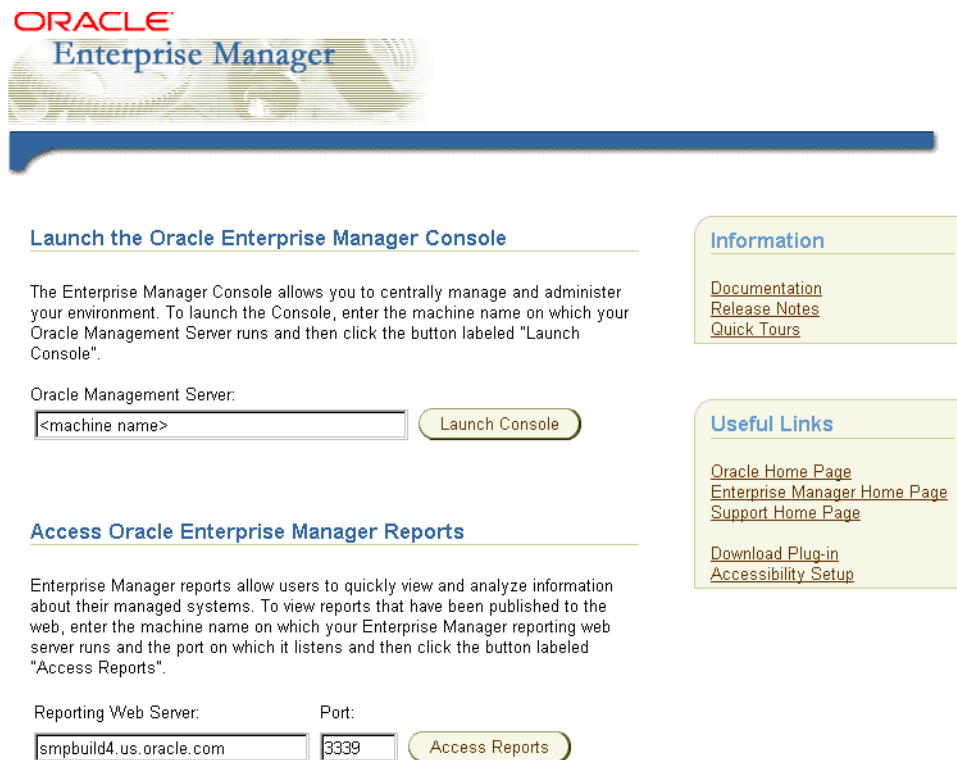 ORACLE
Enterprise Manager
Launch the Oracle Enterprise Manager Console
The Enterprise Manager Console allows you to centrally manage and administer
your environment. To launch the Console, enter the machine name on which your
Oracle Management Server runs and then click the button labeled "Launch
Console".
Oracle Management Server:
<machine name>
Launch Console
Access Oracle Enterprise Manager Reports
Enterprise Manager reports allow users to quickly view and analyze information
about their managed systems. To view reports that have been published to the
web, enter the machine name on which your Enterprise Manager reporting web
server runs and the port on which it listens and then click the button labeled
"Access Reports".
Reporting Web Server:
Port:
smpbuild4.us.oracle.com
3339
Access Reports
Information
Documentation
Release Notes
Quick Tours
Useful Links
Oracle Home Page
Enterprise Manager Home Page
Support Home Page
Download Plug-in
Accessibility Setup